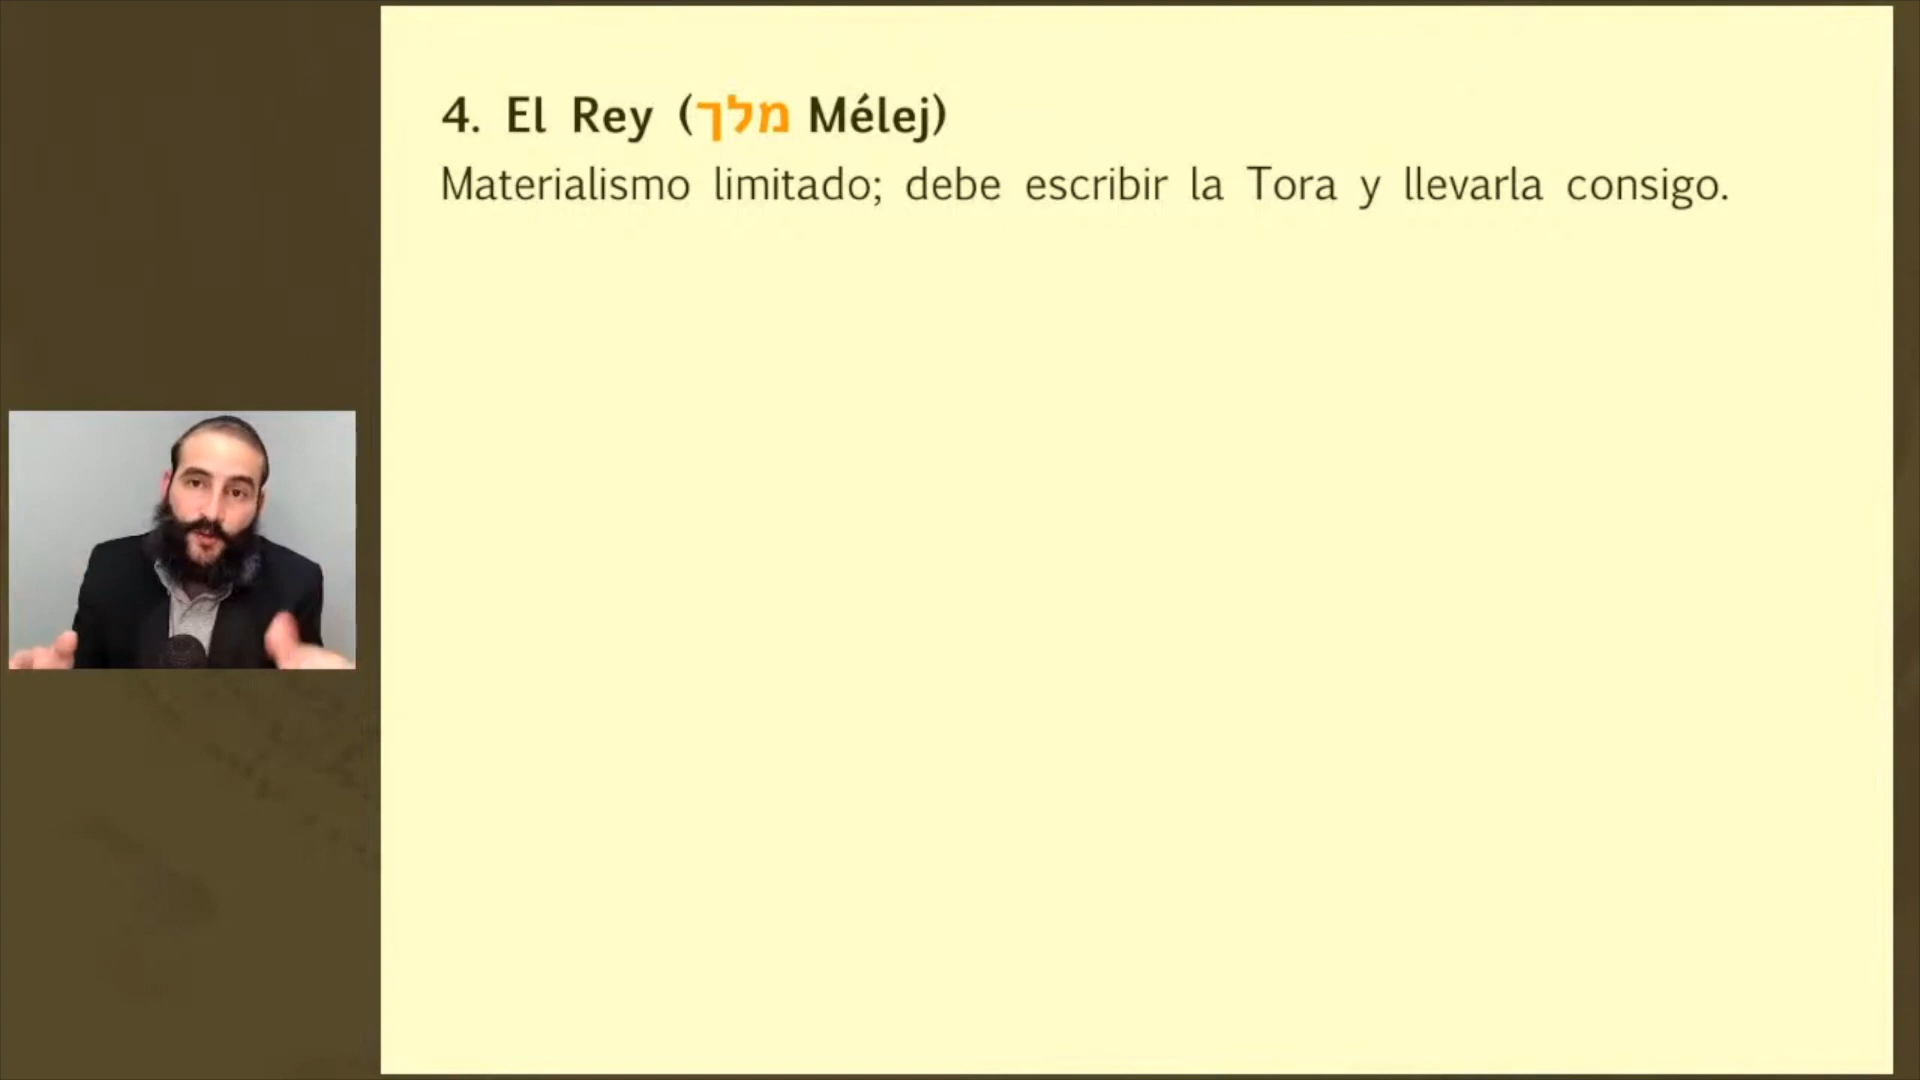 4. El Rey (מלך Mélej)
Materialismo limitado; debe escribir la Tora y llevarla consigo.